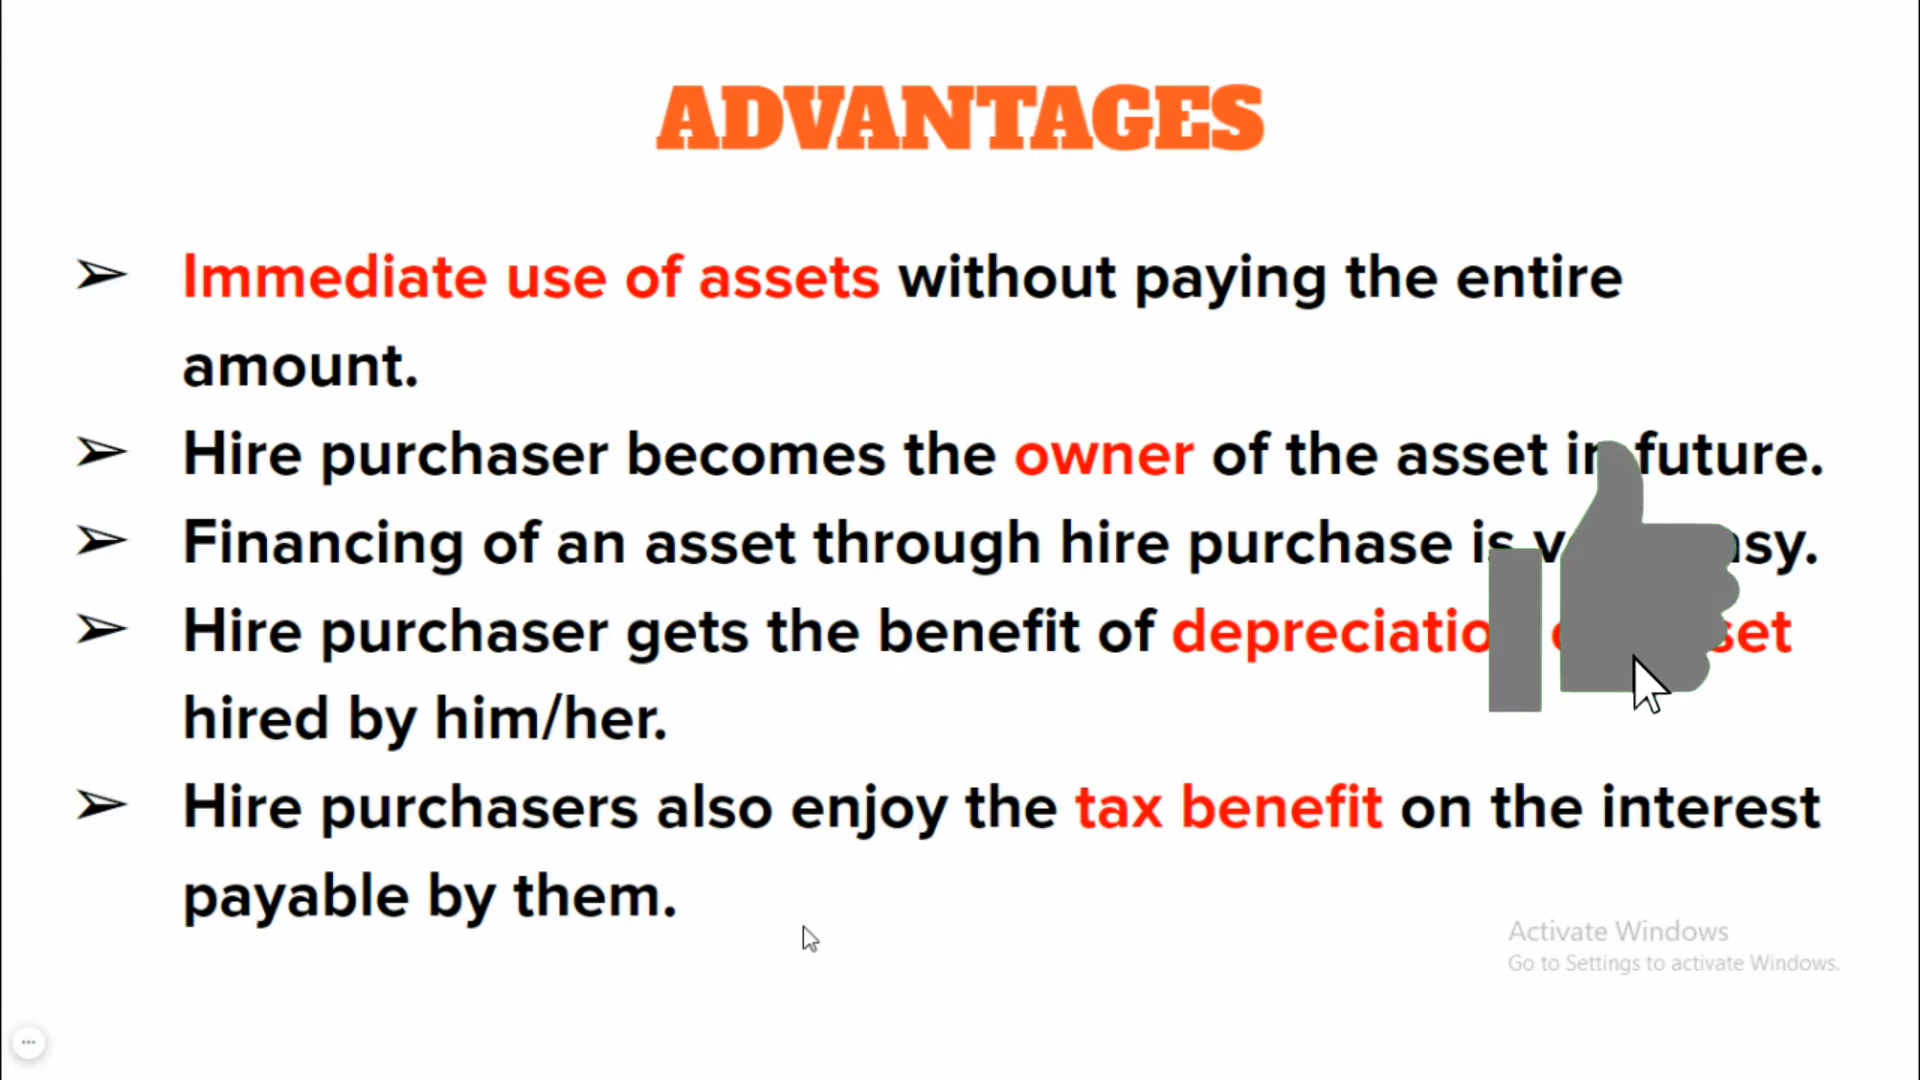 ADVANTAGES
➢ Immediate use of assets without paying the entire
amount.
➢ Hire purchaser becomes the owner of the asset in future.
➢ Financing of an asset through hire purchase is
➢ Hire purchaser gets the benefit of depreciation
hired by him/her.
➢ Hire purchasers also enjoy the tax benefit on the interest
payable by them.
Activate Windows
Go to Settings to activate Windows.